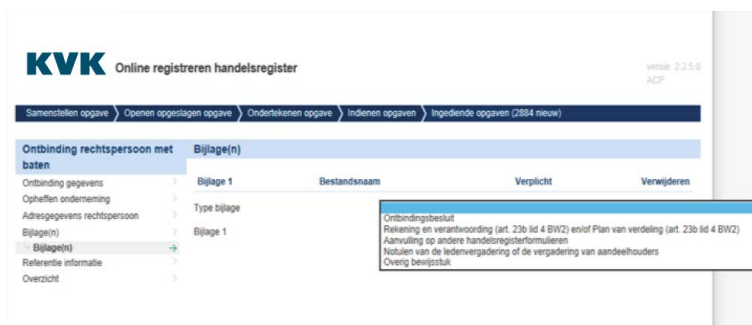 KVK Online registreren handelsregister
versie: 2.2.5.8
ACP
Samenstellen opgave Openen opgeslagen opgave Ondertekenen opgave Indienen opgaven Ingediende opgaven (2884 nieuw)
Ontbinding rechtspersoon met
baten
Ontbinding gegevens
Opheffen onderneming
Adresgegevens rechtspersoon
Bijlage(n)
Bijlage(n)
Referentie informatie
Overzicht
Bijlage(n)
Bijlage 1 Bestandsnaam Verplicht Verwijderen
Type bijlage
Bijlage 1
Ontbindingsbesluit
Rekening en verantwoording (art. 23b lid 4 BW2) en/of Plan van verdeling (art. 23b lid 4 BW2)
Aanvulling op andere handelsregisterformulieren
Notulen van de ledenvergadering of de vergadering van aandeelhouders
Overig bewijsstuk